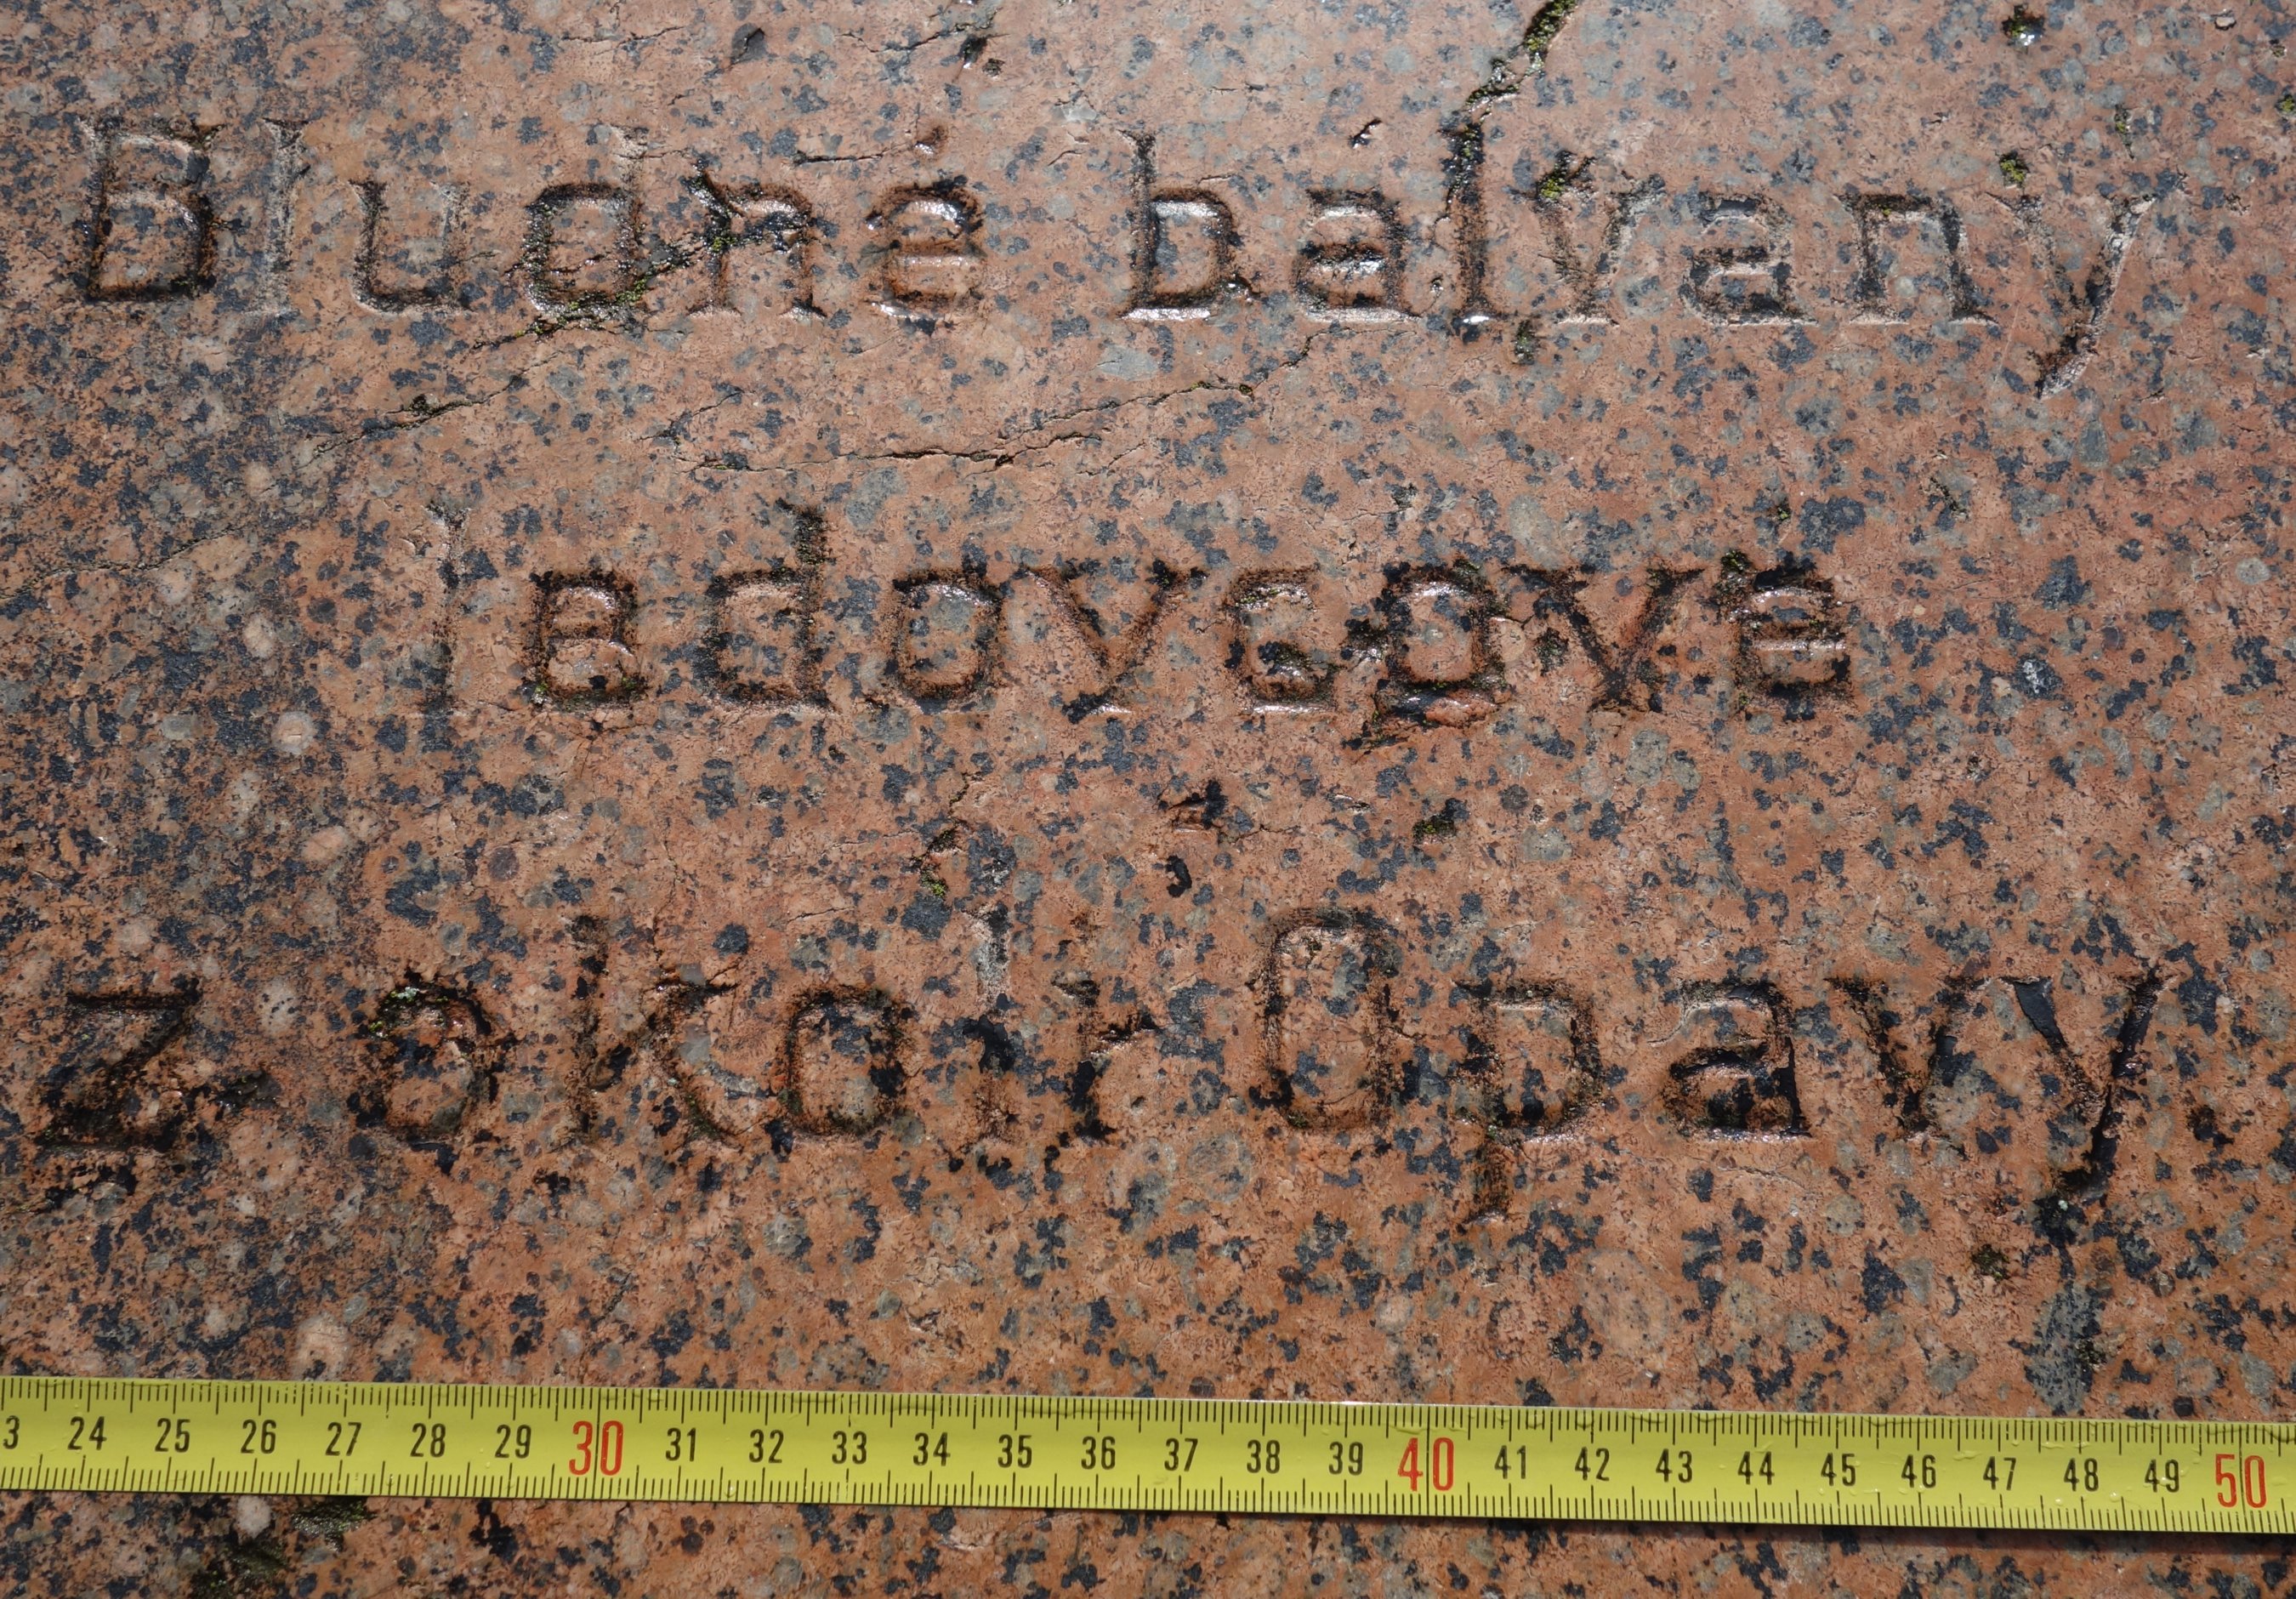 Bludné balvany
ledovcové
z okolí Opavy
3 24 25 26 27 28 29 30 31 32 33 34 35 36 37 38 39 40 41 42 43 44 45 46 47 48 49 50